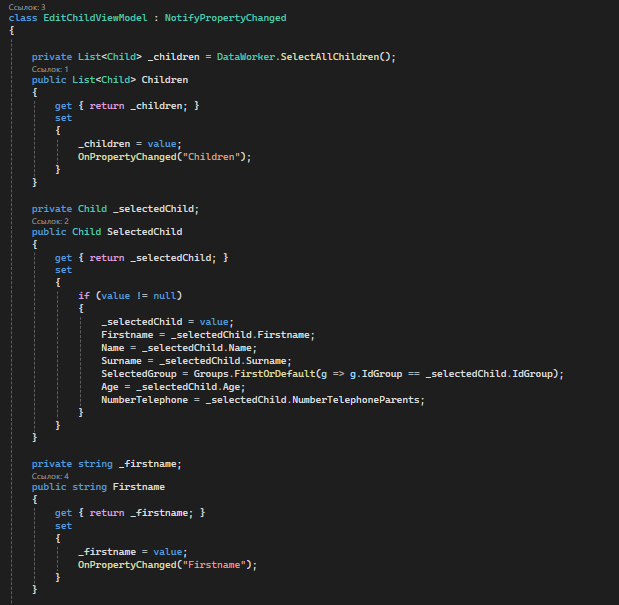 Ссылок: 3
class EditChildViewModel : NotifyPropertyChanged
{
private List<Child> _children = DataWorker.SelectAllChildren();
Ссылок: 1
public List<Child> Children
{
get { return _children; }
set
{
_children = value;
OnPropertyChanged("Children");
}
}
private Child _selectedChild;
Ссылок: 2
public Child SelectedChild
{
get { return _selectedChild; }
set
{
if (value != null)
{
_selectedChild = value;
Firstname = _selectedChild.Firstname;
Name = _selectedChild.Name;
Surname = _selectedChild.Surname;
SelectedGroup = Groups.FirstOrDefault(g => g.IdGroup == _selectedChild.IdGroup);
Age = _selectedChild.Age;
NumberTelephone = _selectedChild.NumberTelephoneParents;
}
}
}
private string _firstname;
Ссылок: 4
public string Firstname
{
get { return _firstname; }
set
{
_firstname = value;
OnPropertyChanged("Firstname");
}
}